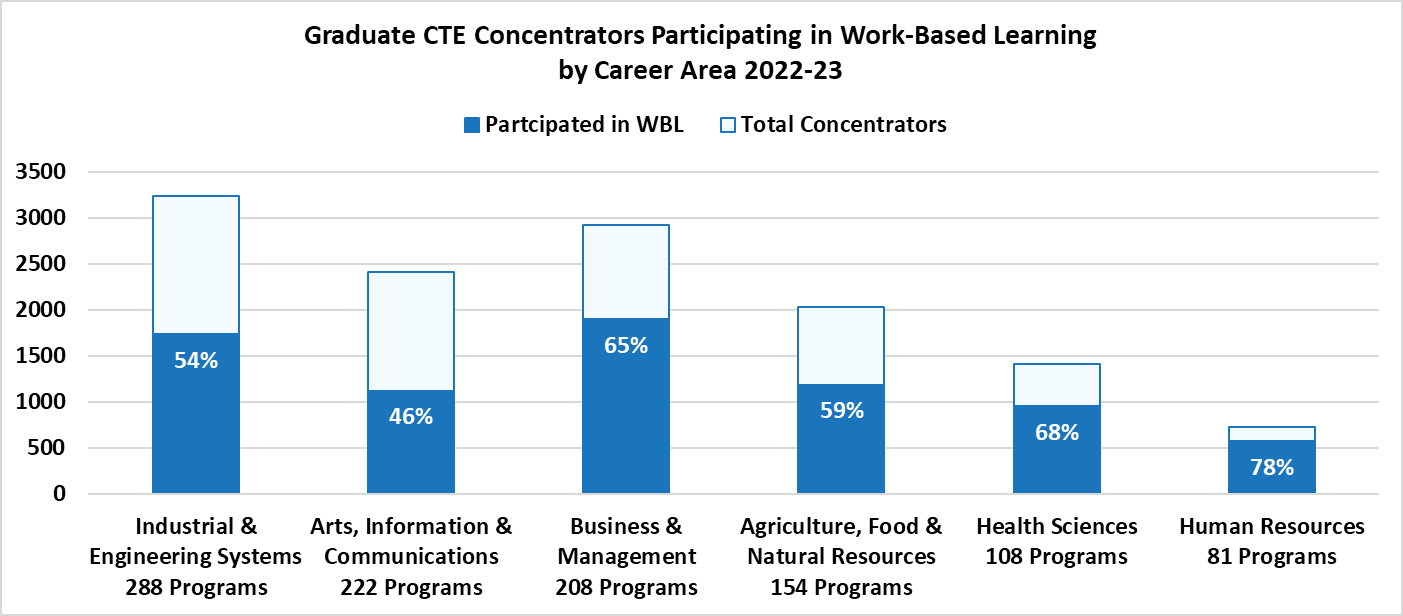 Graduate CTE Concentrators Participating in Work-Based Learning
by Career Area 2022-23
Partcipated in WBL
Total Concentrators
3500
3000
2500
2000
1500
1000
500
0
54%
46%
65%
59%
68%
78%
Industrial &
Engineering Systems
288 Programs
Arts, Information &
Communications
222 Programs
Business &
Management
208 Programs
Agriculture, Food &
Natural Resources
154 Programs
Health Sciences
108 Programs
Human Resources
81 Programs